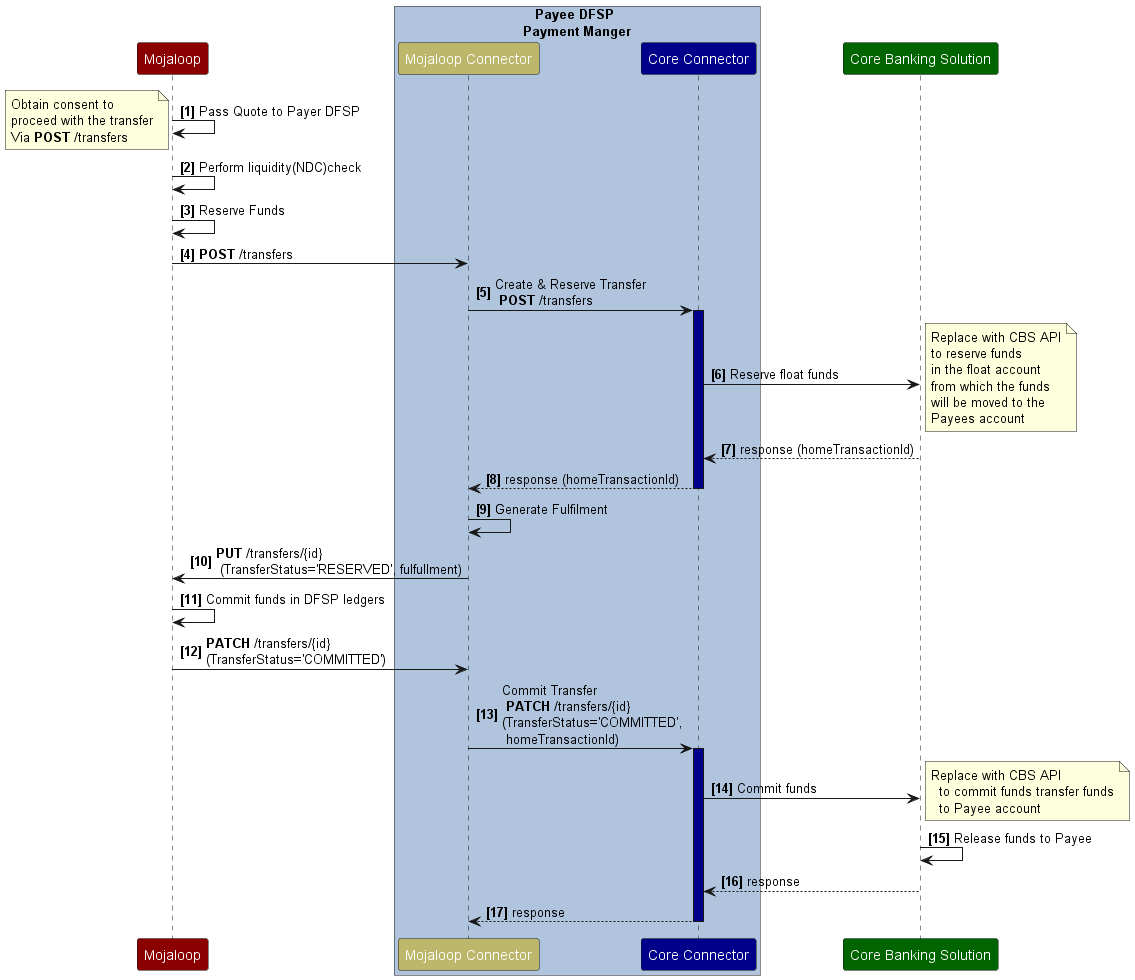 Payee DFSP
Payment Manger
Mojaloop
Mojaloop Connector
Core Connector
Core Banking Solution
Obtain consent to
proceed with the transfer
Via POST /transfers
[1] Pass Quote to Payer DFSP
[2] Perform liquidity(NDC)check
[3] Reserve Funds
[4] POST /transfers
[5] Create & Reserve Transfer
POST /transfers
Replace with CBS API
to reserve funds
in the float account
from which the funds
will be moved to the
Payees account
[6] Reserve float funds
[7] response (homeTransactionId)
[8] response (homeTransactionId)
[9] Generate Fulfilment
[10] PUT /transfers/{id}
(TransferStatus='RESERVED', fulfullment)
[11] Commit funds in DFSP ledgers
[12] PATCH /transfers/{id}
(TransferStatus='COMMITTED')
[13] Commit Transfer
PATCH /transfers/{id}
(TransferStatus='COMMITTED',
homeTransactionId)
Replace with CBS API
to commit funds transfer funds
to Payee account
[14] Commit funds
[15] Release funds to Payee
[16] response
[17] response
Mojaloop
Mojaloop Connector
Core Connector
Core Banking Solution